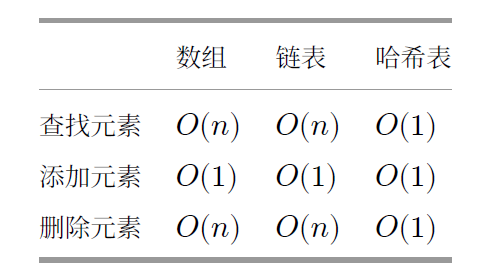 数组 链表 哈希表
查找元素 O(n) O(n) O(1)
添加元素 O(1) O(1) O(1)
删除元素 O(n) O(n) O(1)